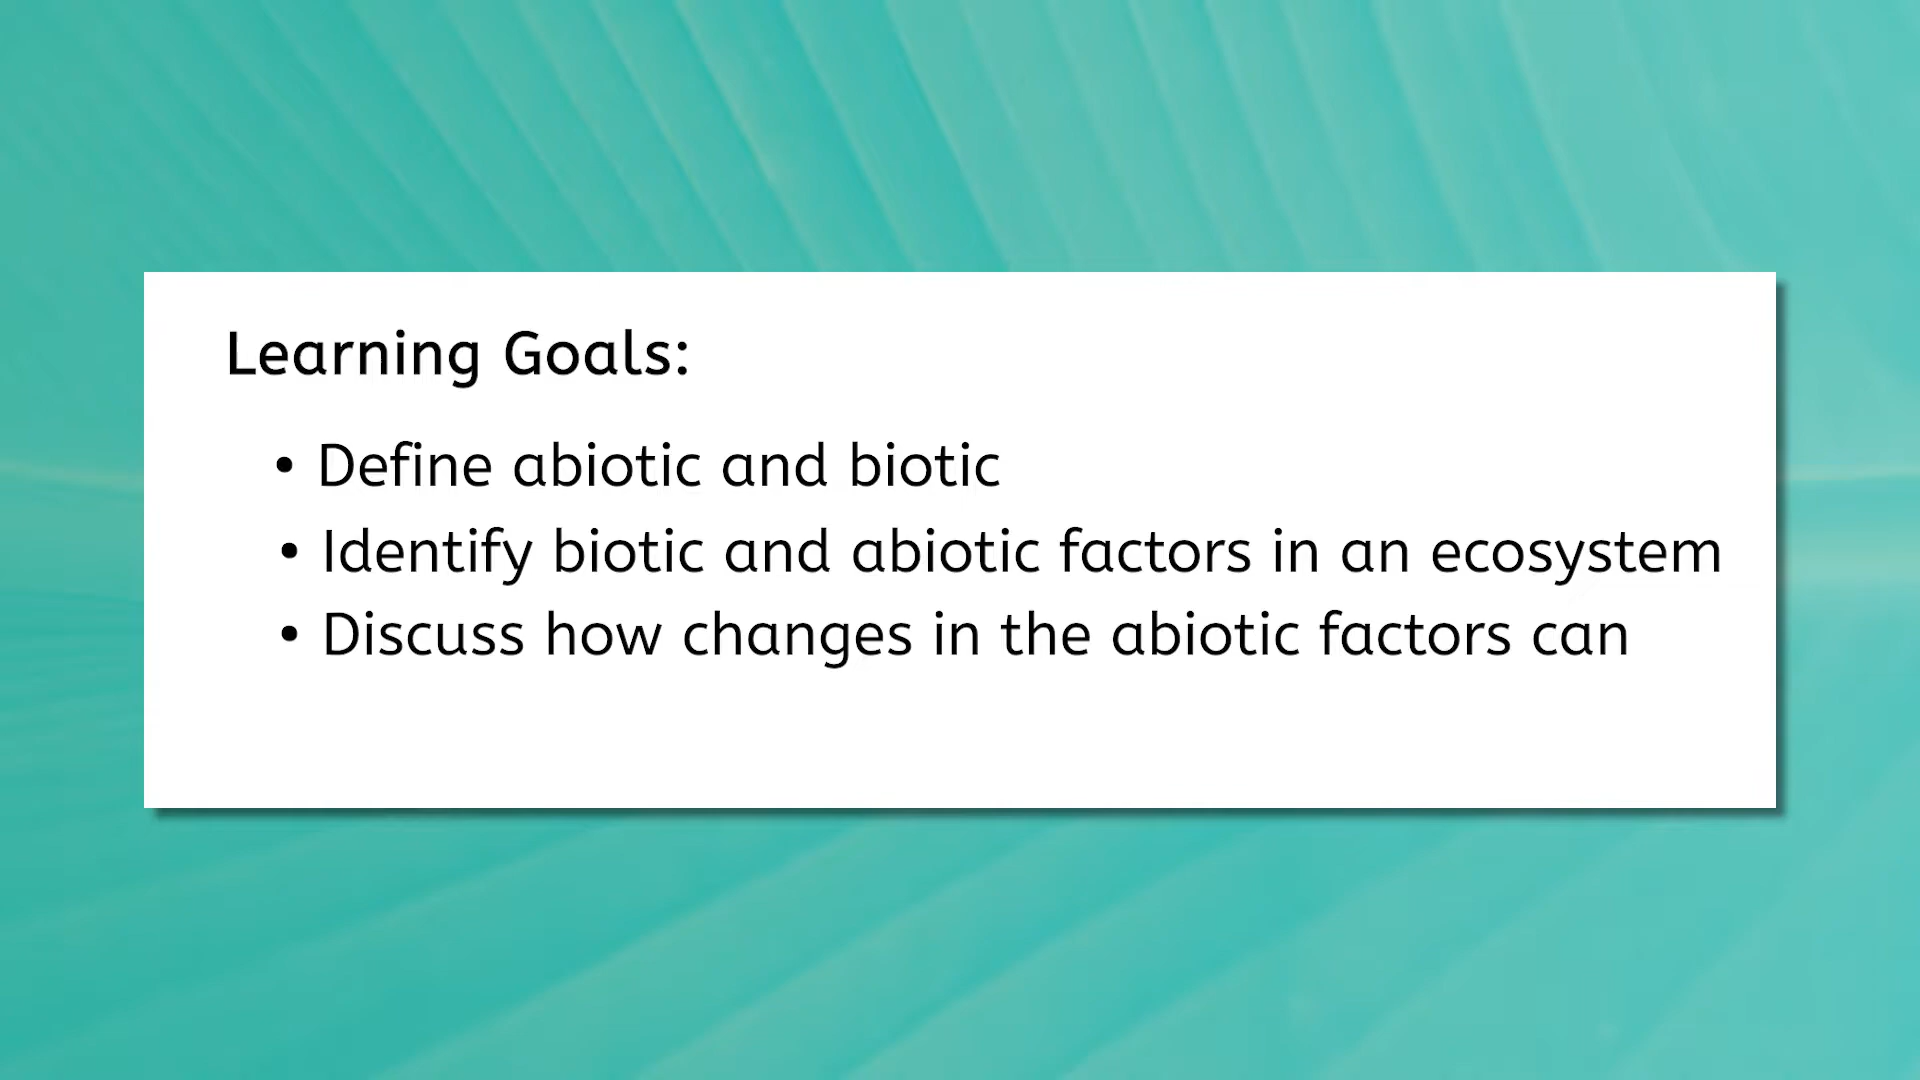 Learning Goals:
• Define abiotic and biotic
• Identify biotic and abiotic factors in an ecosystem
• Discuss how changes in the abiotic factors can